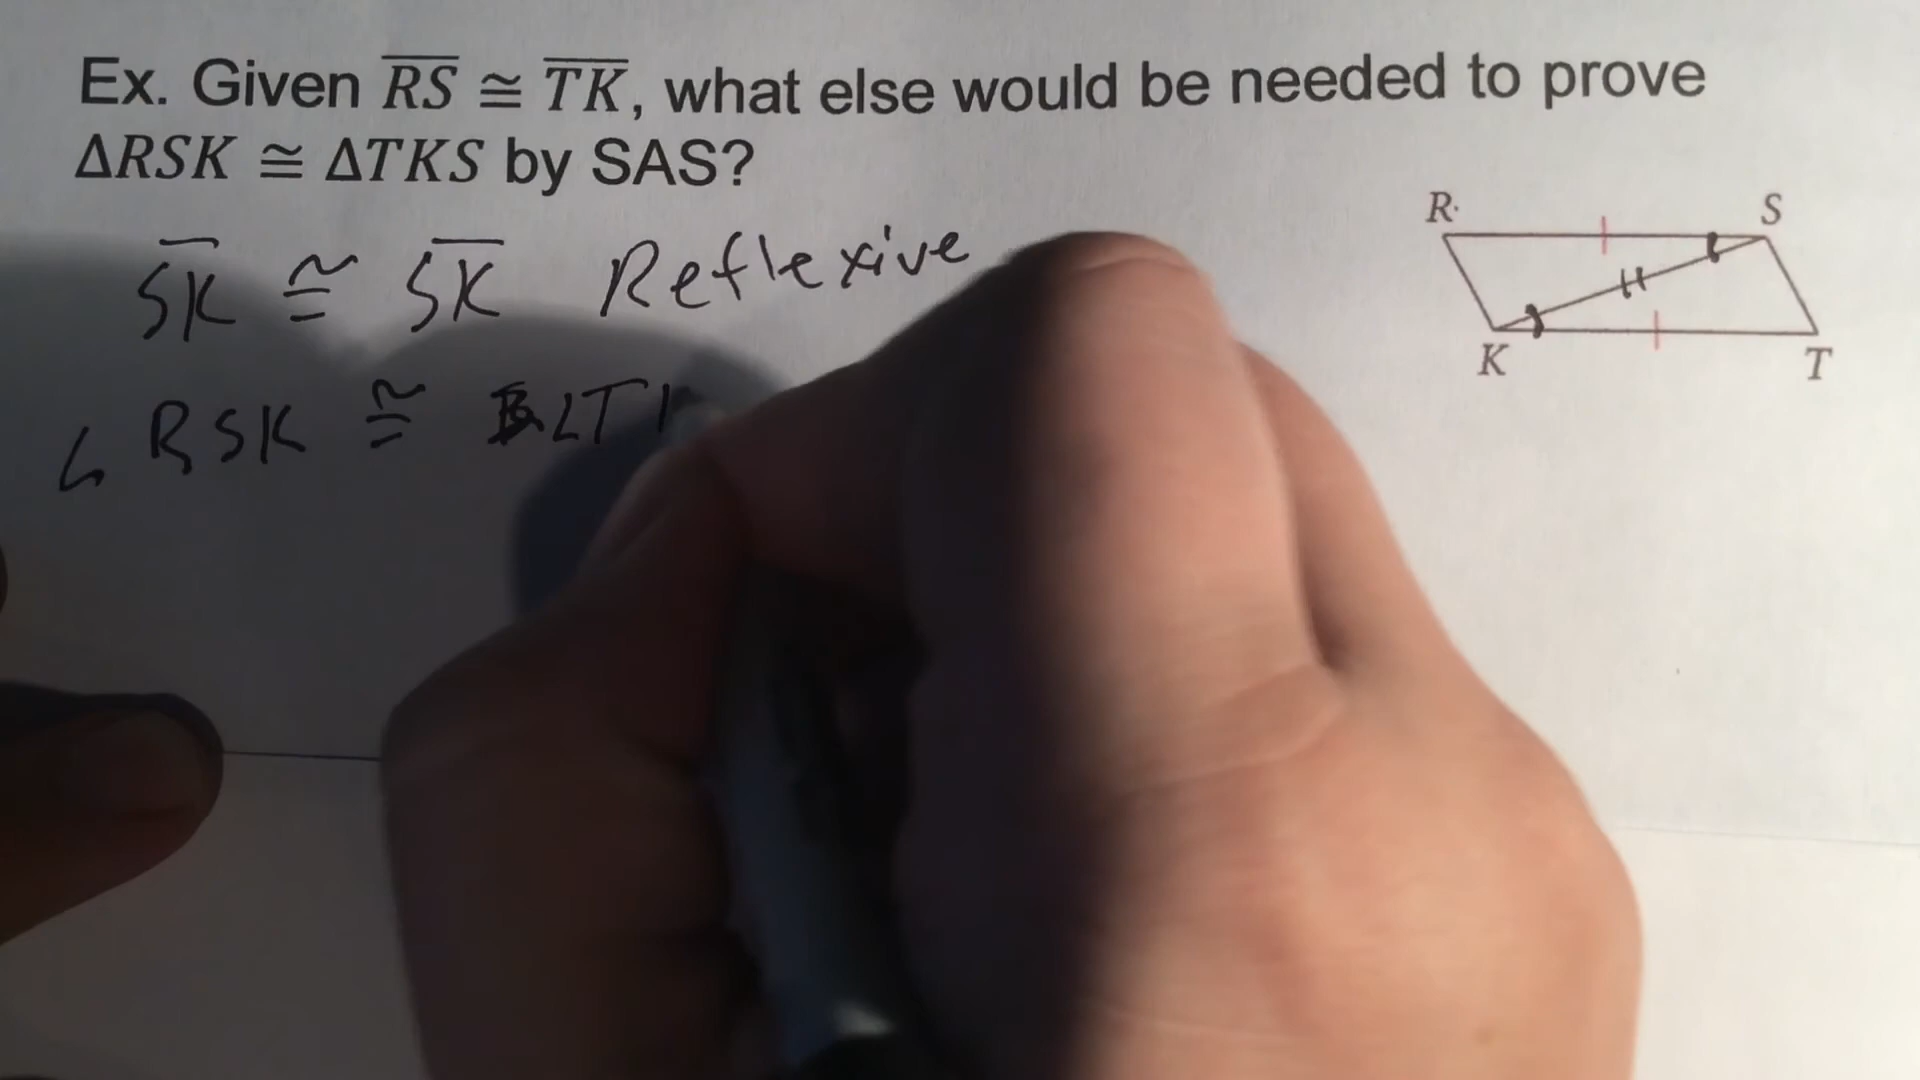 Ex. Given RS ≅ TK, what else would be needed to prove
ΔRSK ≅ ΔTKS by SAS?
R S
K T
SK ≅ SK Reflexive
∠RSK ≅ ∠TK